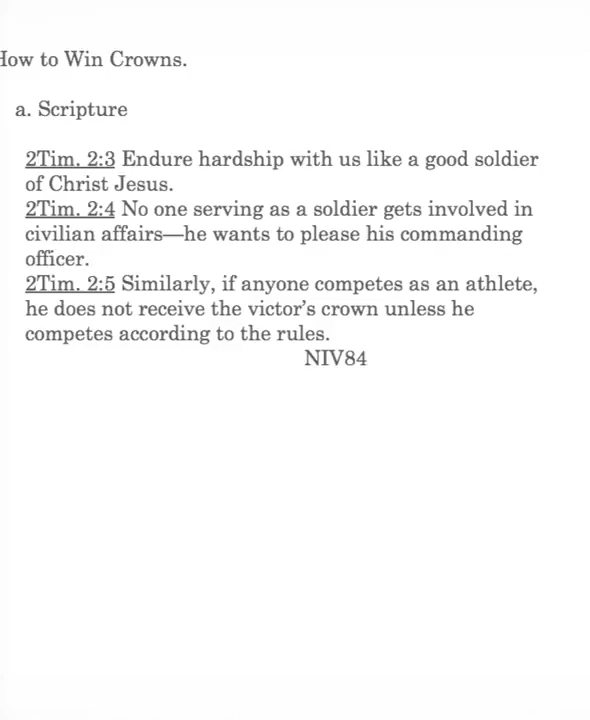 How to Win Crowns.
a. Scripture
2Tim. 2:3 Endure hardship with us like a good soldier
of Christ Jesus.
2Tim. 2:4 No one serving as a soldier gets involved in
civilian affairs—he wants to please his commanding
officer.
2Tim. 2:5 Similarly, if anyone competes as an athlete,
he does not receive the victor's crown unless he
competes according to the rules.
NIV84